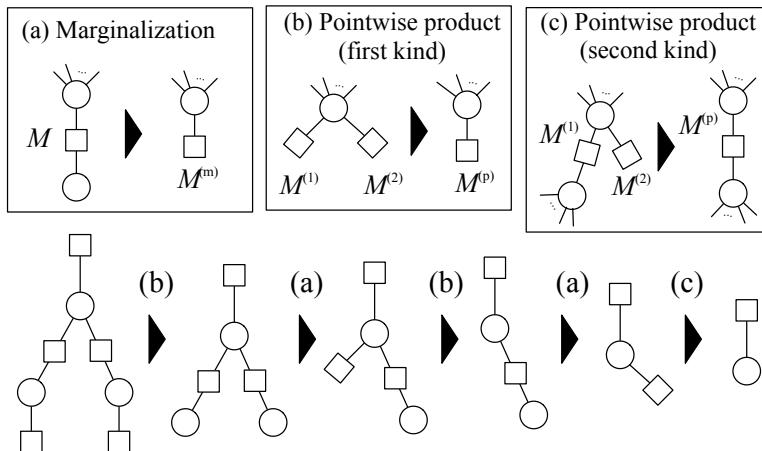 (a) Marginalization
...
M
M(m)
(b) Pointwise product
(first kind)
...
...
M(1)
M(2)
M(p)
(c) Pointwise product
(second kind)
...
...
M(1)
M(p)
M(2)
...
...
(b)
(a)
(b)
(a)
(c)